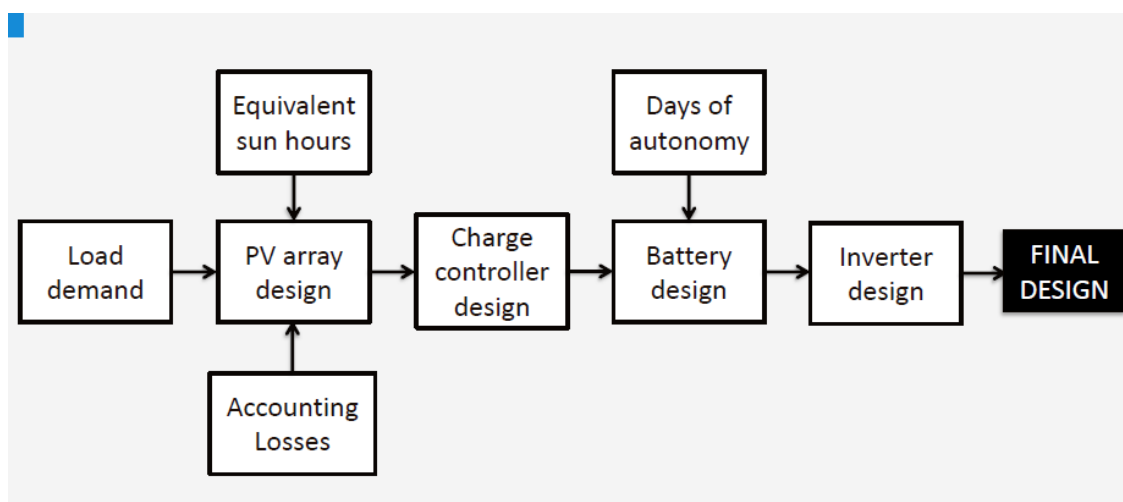 Equivalent
sun hours
Days of
autonomy
Load
demand
PV array
design
Charge
controller
design
Battery
design
Inverter
design
FINAL
DESIGN
Accounting
Losses